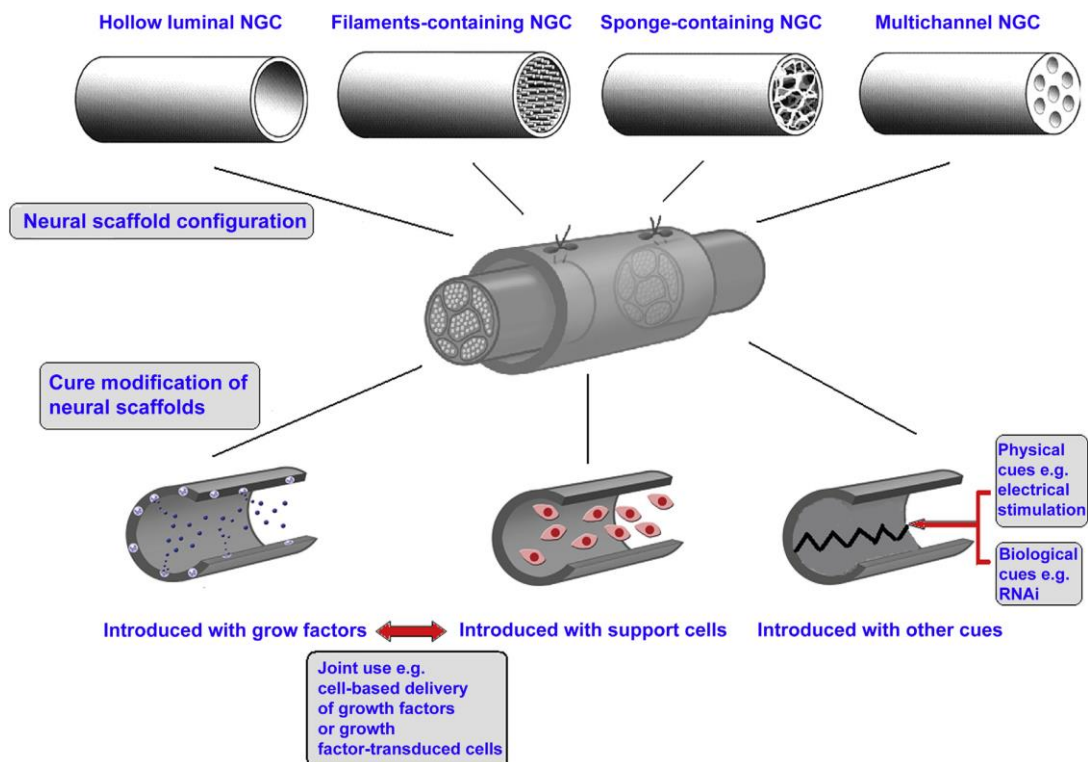 Hollow luminal NGC
Filaments-containing NGC
Sponge-containing NGC
Multichannel NGC
Neural scaffold configuration
Cure modification of
neural scaffolds
Physical
cues e.g.
electrical
stimulation
Biological
cues e.g.
RNAi
Introduced with grow factors
Introduced with support cells
Introduced with other cues
Joint use e.g.
cell-based delivery
of growth factors
or growth
factor-transduced cells